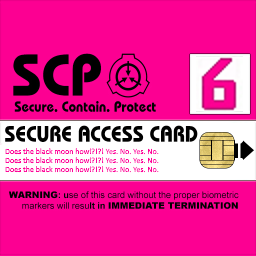 SCP
6
Secure. Contain. Protect
SECURE ACCESS CARD
Does the black moon howl?!?! Yes. No. Yes. No.
Does the black moon howl?!?! Yes. No. Yes. No.
Does the black moon howl?!?! Yes. No. Yes. No.
WARNING: use of this card without the proper biometric
markers will result in IMMEDIATE TERMINATION